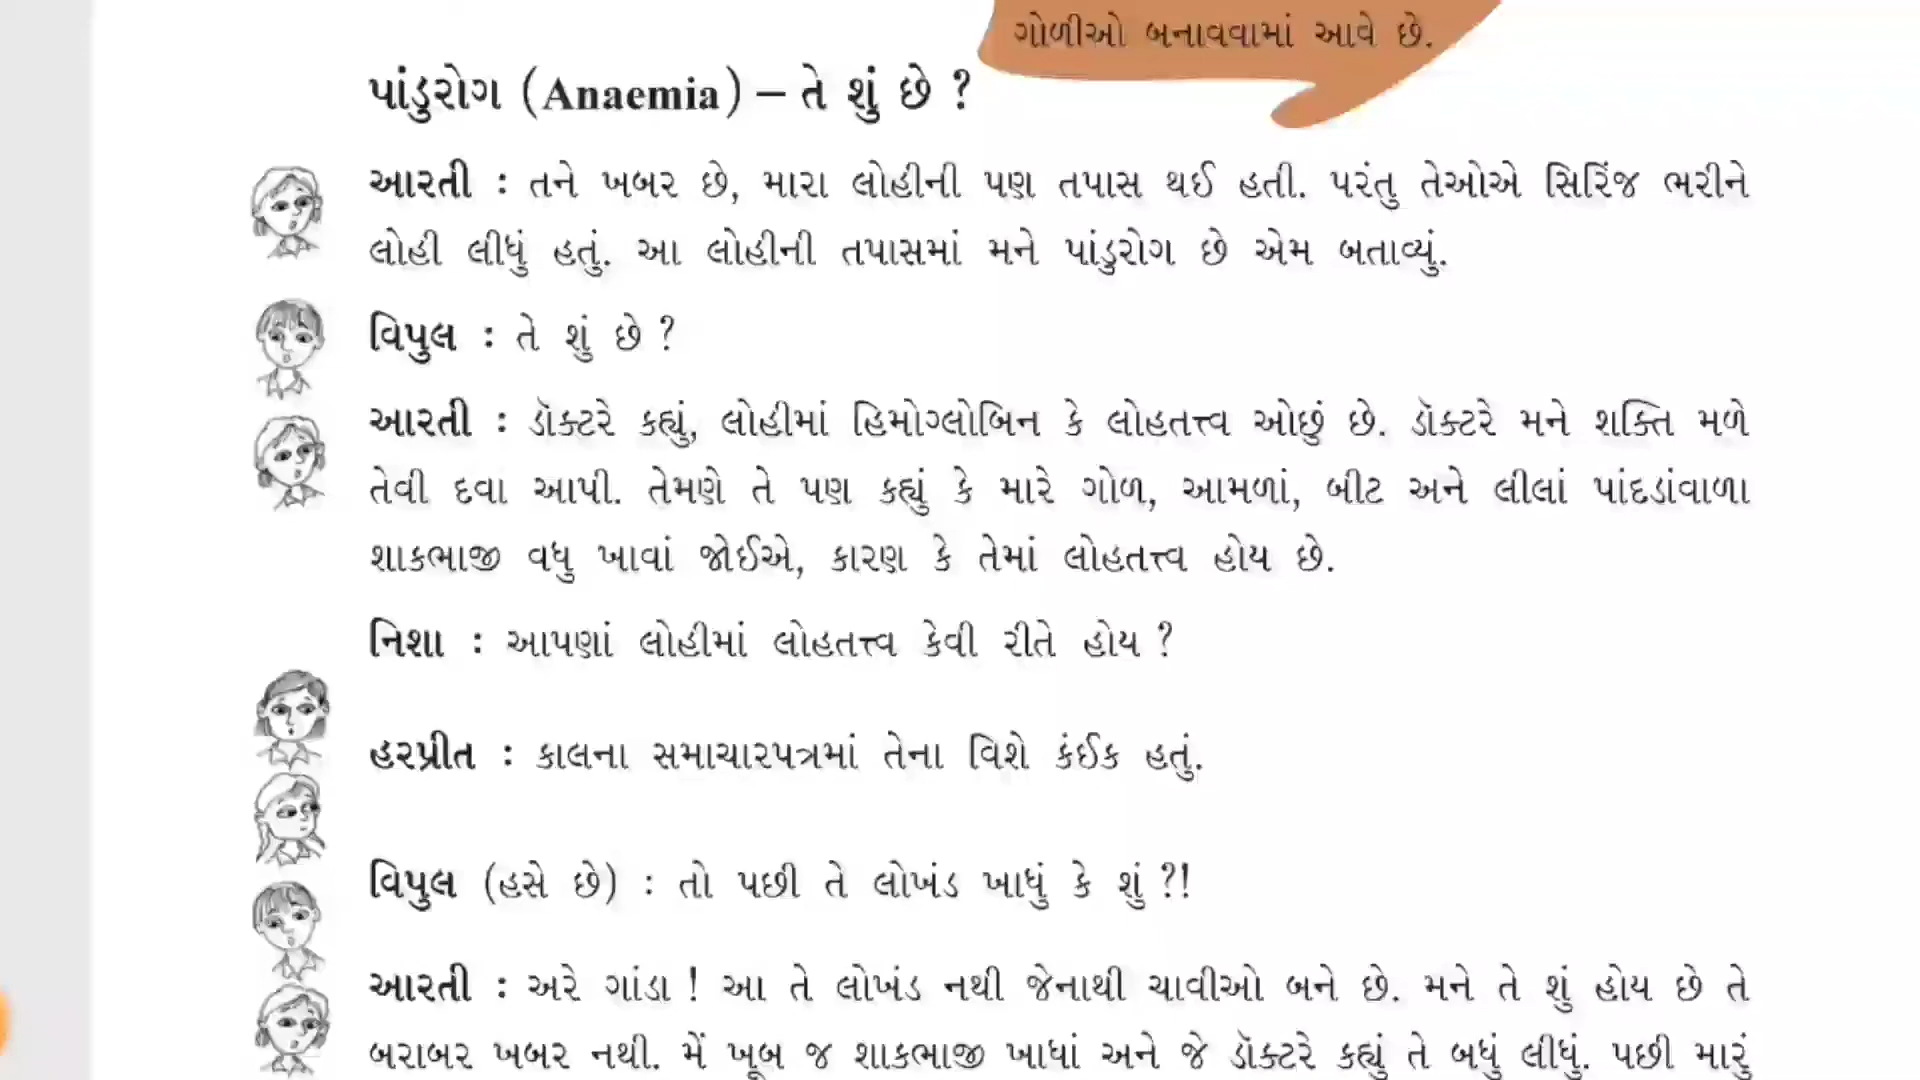 ગોળીઓ બનાવવામાં આવે છે.
પાંડુરોગ (Anaemia) – તે શું છે ?
આરતી : તને ખબર છે, મારા લોહીની પણ તપાસ થઈ હતી. પરંતુ તેઓએ સિરિંજ ભરીને
લોહી લીધું હતું. આ લોહીની તપાસમાં મને પાંડુરોગ છે એમ બતાવ્યું.
વિપુલ : તે શું છે ?
આરતી : ડૉક્ટરે કહ્યું, લોહીમાં હિમોગ્લોબિન કે લોહતત્ત્વ ઓછું છે. ડૉક્ટરે મને શક્તિ મળે
તેવી દવા આપી. તેમણે તે પણ કહ્યું કે મારે ગોળ, આમળાં, બીટ અને લીલાં પાંદડાંવાળા
શાકભાજી વધુ ખાવાં જોઈએ, કારણ કે તેમાં લોહતત્ત્વ હોય છે.
નિશા : આપણાં લોહીમાં લોહતત્ત્વ કેવી રીતે હોય ?
હરપ્રીત : કાલના સમાચારપત્રમાં તેના વિશે કંઈક હતું.
વિપુલ (હસે છે) : તો પછી તે લોખંડ ખાધું કે શું ?!
આરતી : અરે ગાંડા ! આ તે લોખંડ નથી જેનાથી ચાવીઓ બને છે. મને તે શું હોય છે તે
બરાબર ખબર નથી. મેં ખૂબ જ શાકભાજી ખાધાં અને જે ડૉક્ટરે કહ્યું તે બધું લીધું. પછી મારું